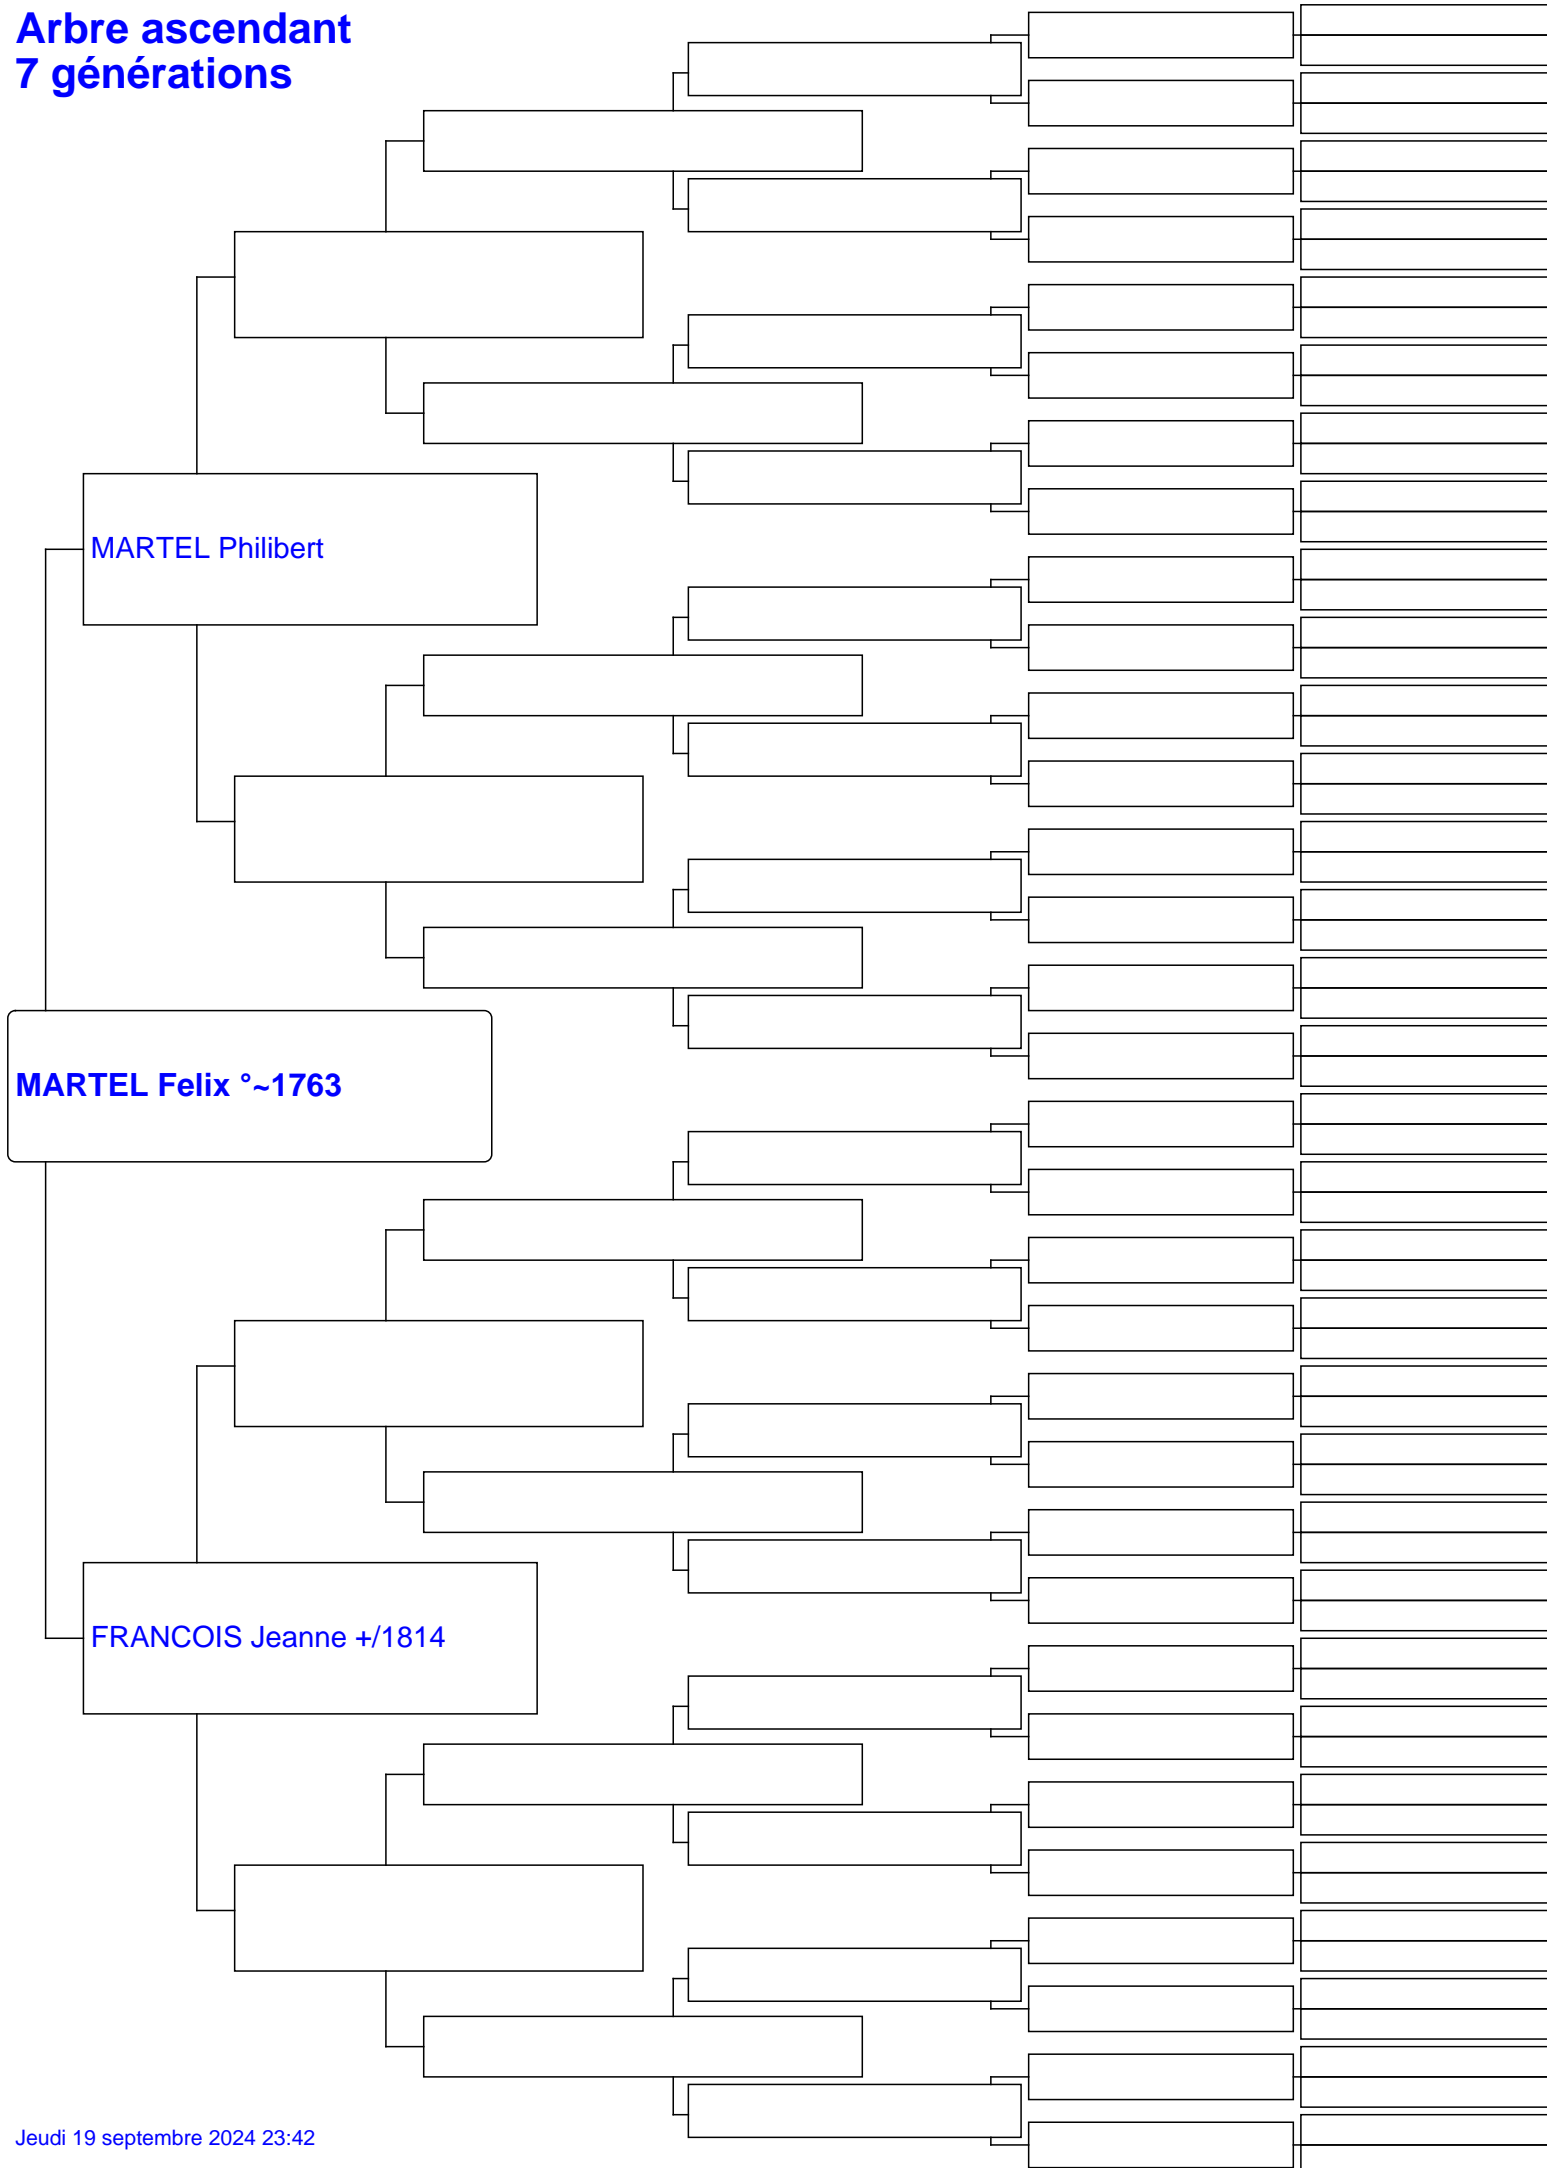 Arbre ascendant
7 générations
MARTEL Philibert
MARTEL Felix °~1763
FRANCOIS Jeanne +/1814
Jeudi 19 septembre 2024 23:42